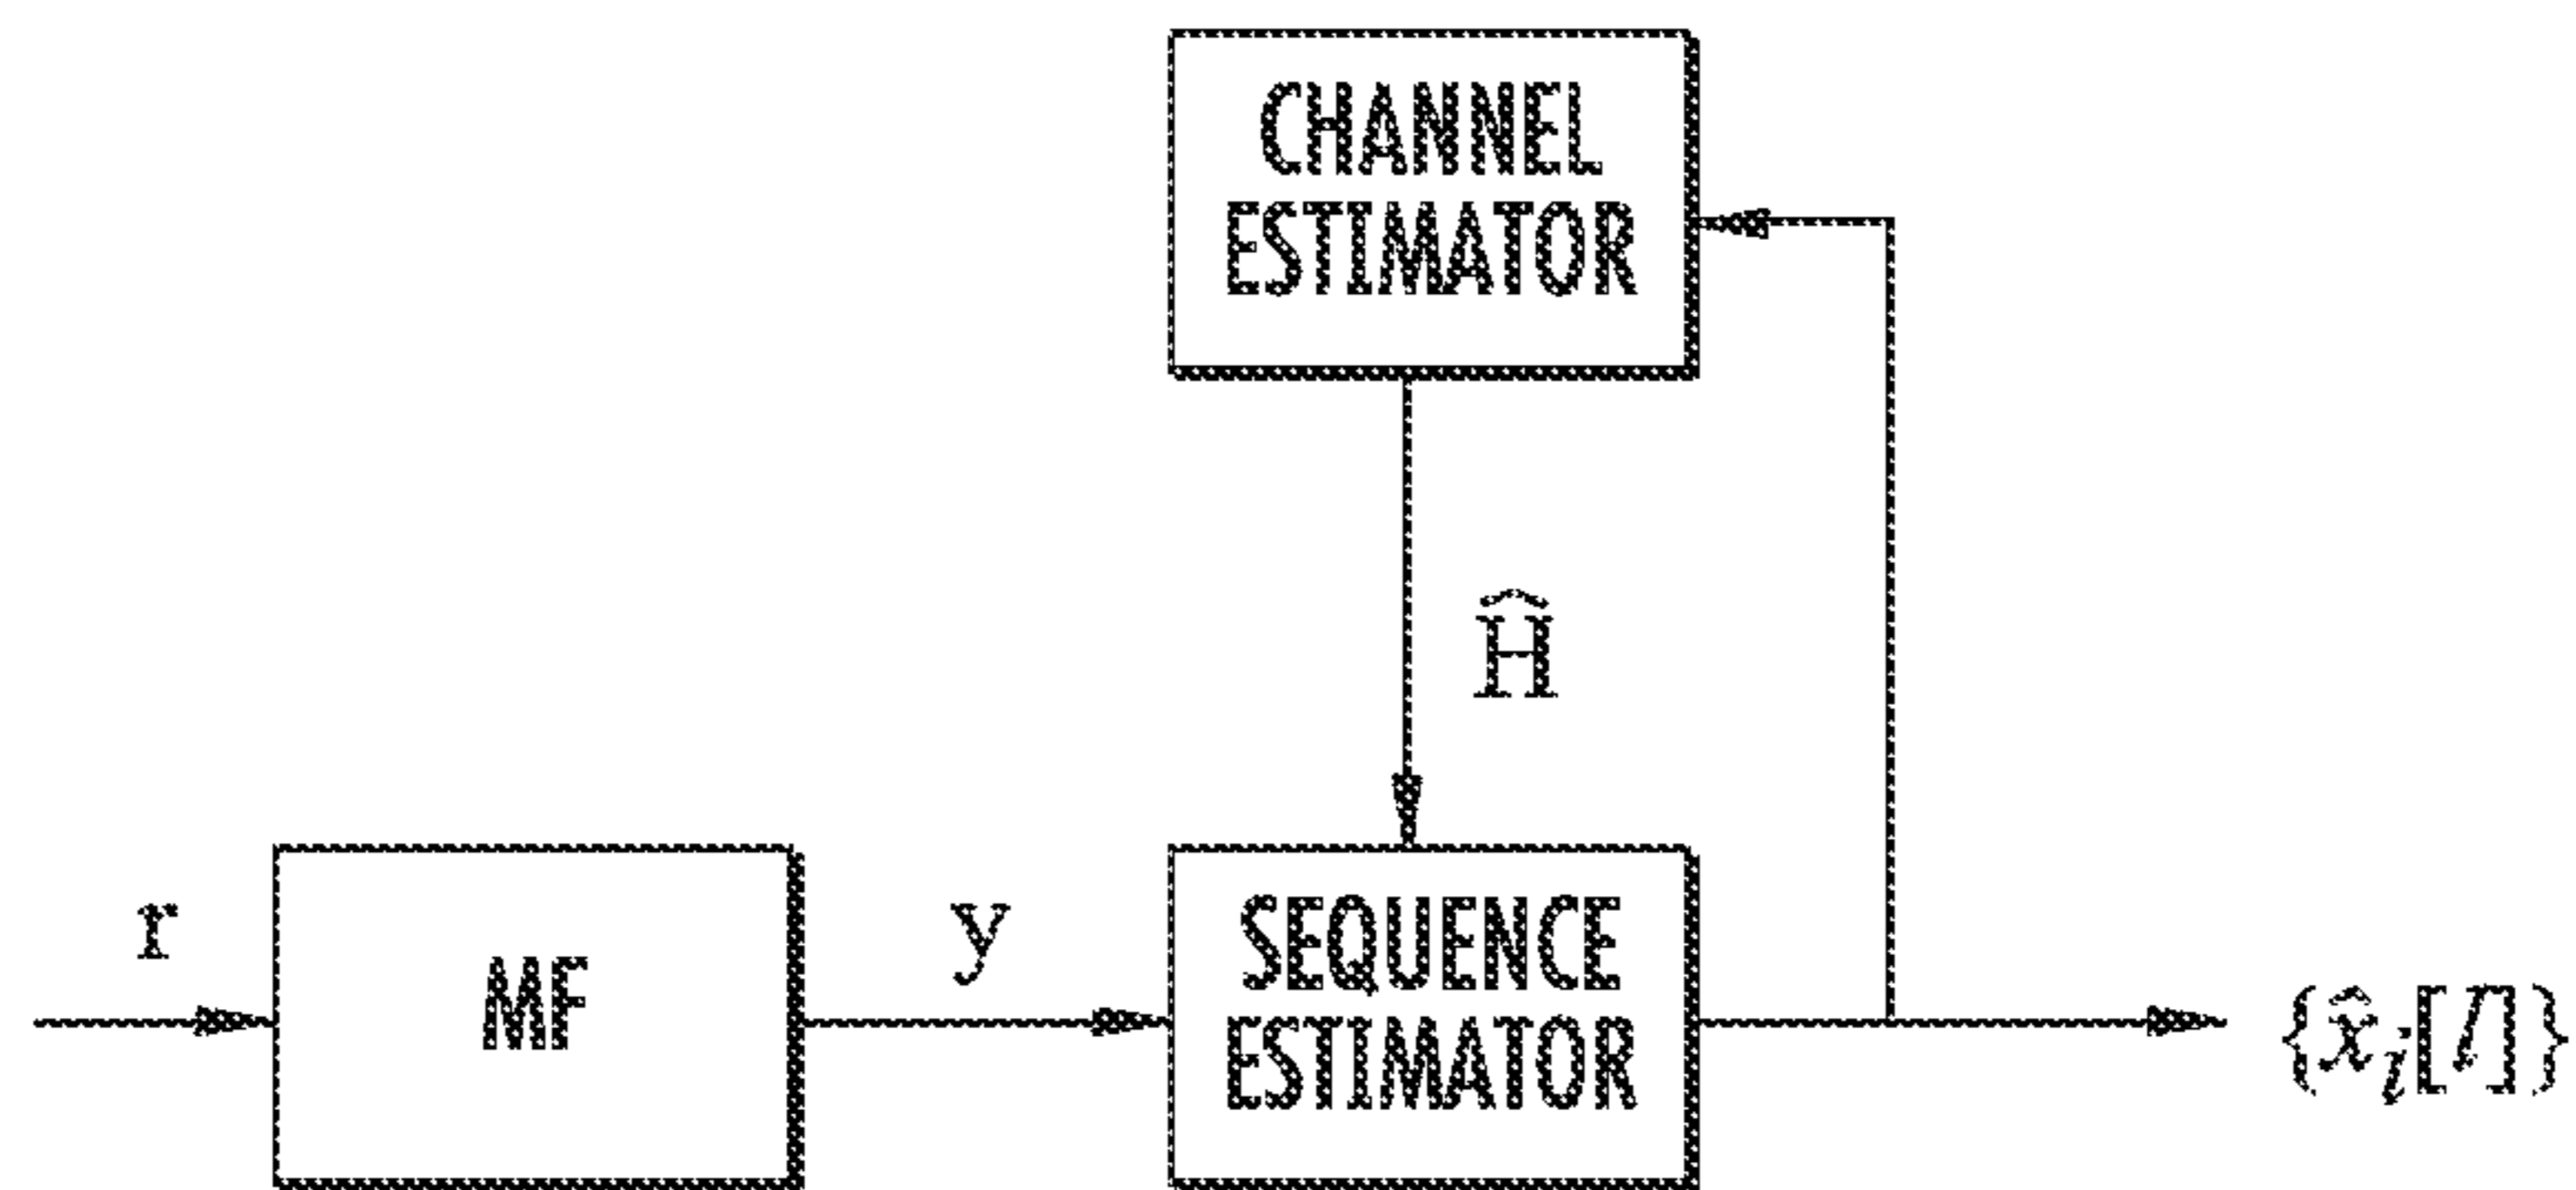 CHANNEL
ESTIMATOR
Ĥ
r
MF
y
SEQUENCE
ESTIMATOR
{x̂ᵢ[l]}